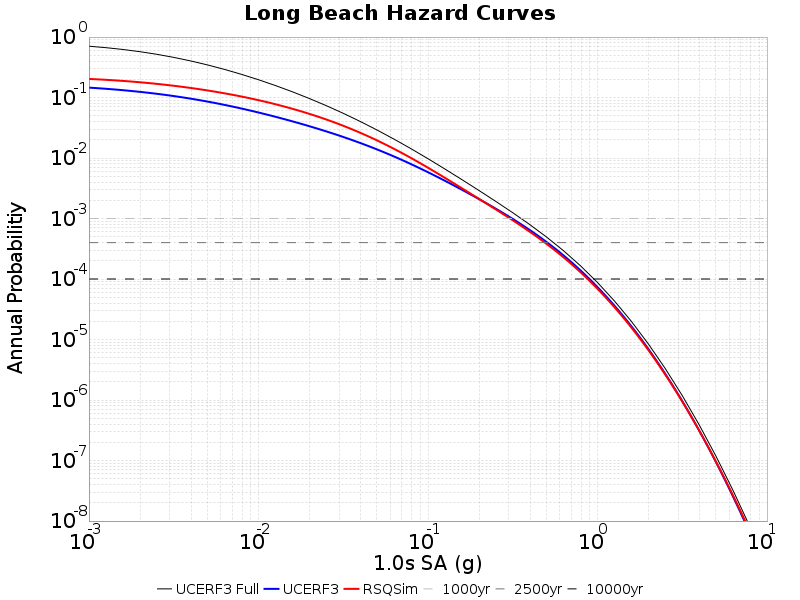 Long Beach Hazard Curves
Annual Probabilitiy
10^0
10^-1
10^-2
10^-3
10^-4
10^-5
10^-6
10^-7
10^-8
10^-3 10^-2 10^-1 10^0 10^1
1.0s SA (g)
UCERF3 Full UCERF3 RSQSim 1000yr 2500yr 10000yr